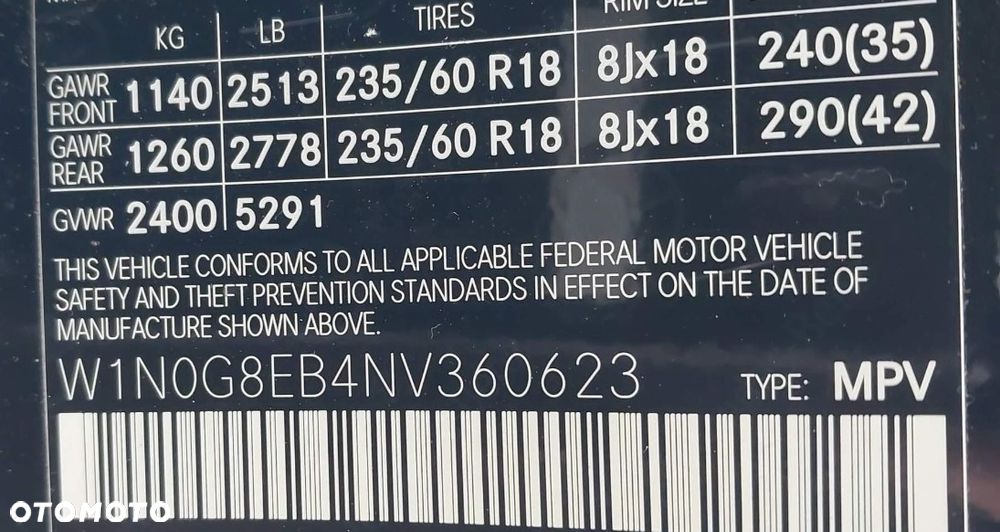 KG LB TIRES RIM SIZE
GAWR FRONT 1140 2513 235/60 R18 8Jx18 240(35)
GAWR REAR 1260 2778 235/60 R18 8Jx18 290(42)
GVWR 2400 5291
THIS VEHICLE CONFORMS TO ALL APPLICABLE FEDERAL MOTOR VEHICLE
SAFETY AND THEFT PREVENTION STANDARDS IN EFFECT ON THE DATE OF
MANUFACTURE SHOWN ABOVE.
W1N0G8EB4NV360623 TYPE: MPV
OTOMOTO